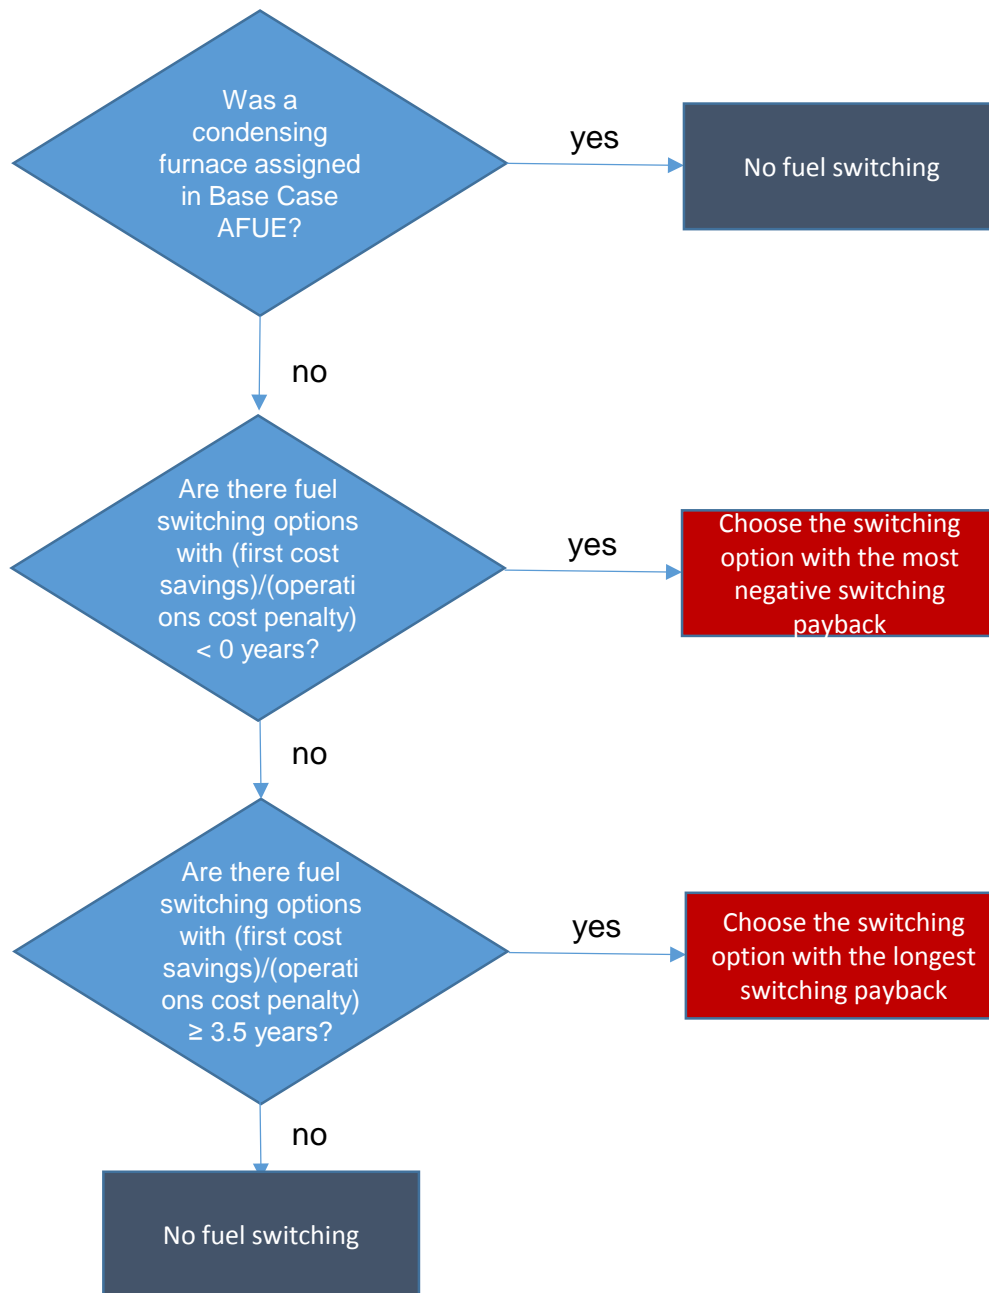 Was a
condensing
furnace assigned
in Base Case
AFUE?
yes
No fuel switching
no
Are there fuel
switching options
with (first cost
savings)/(operati
ons cost penalty)
< 0 years?
yes
Choose the switching
option with the most
negative switching
payback
no
Are there fuel
switching options
with (first cost
savings)/(operati
ons cost penalty)
≥ 3.5 years?
yes
Choose the switching
option with the longest
switching payback
no
No fuel switching